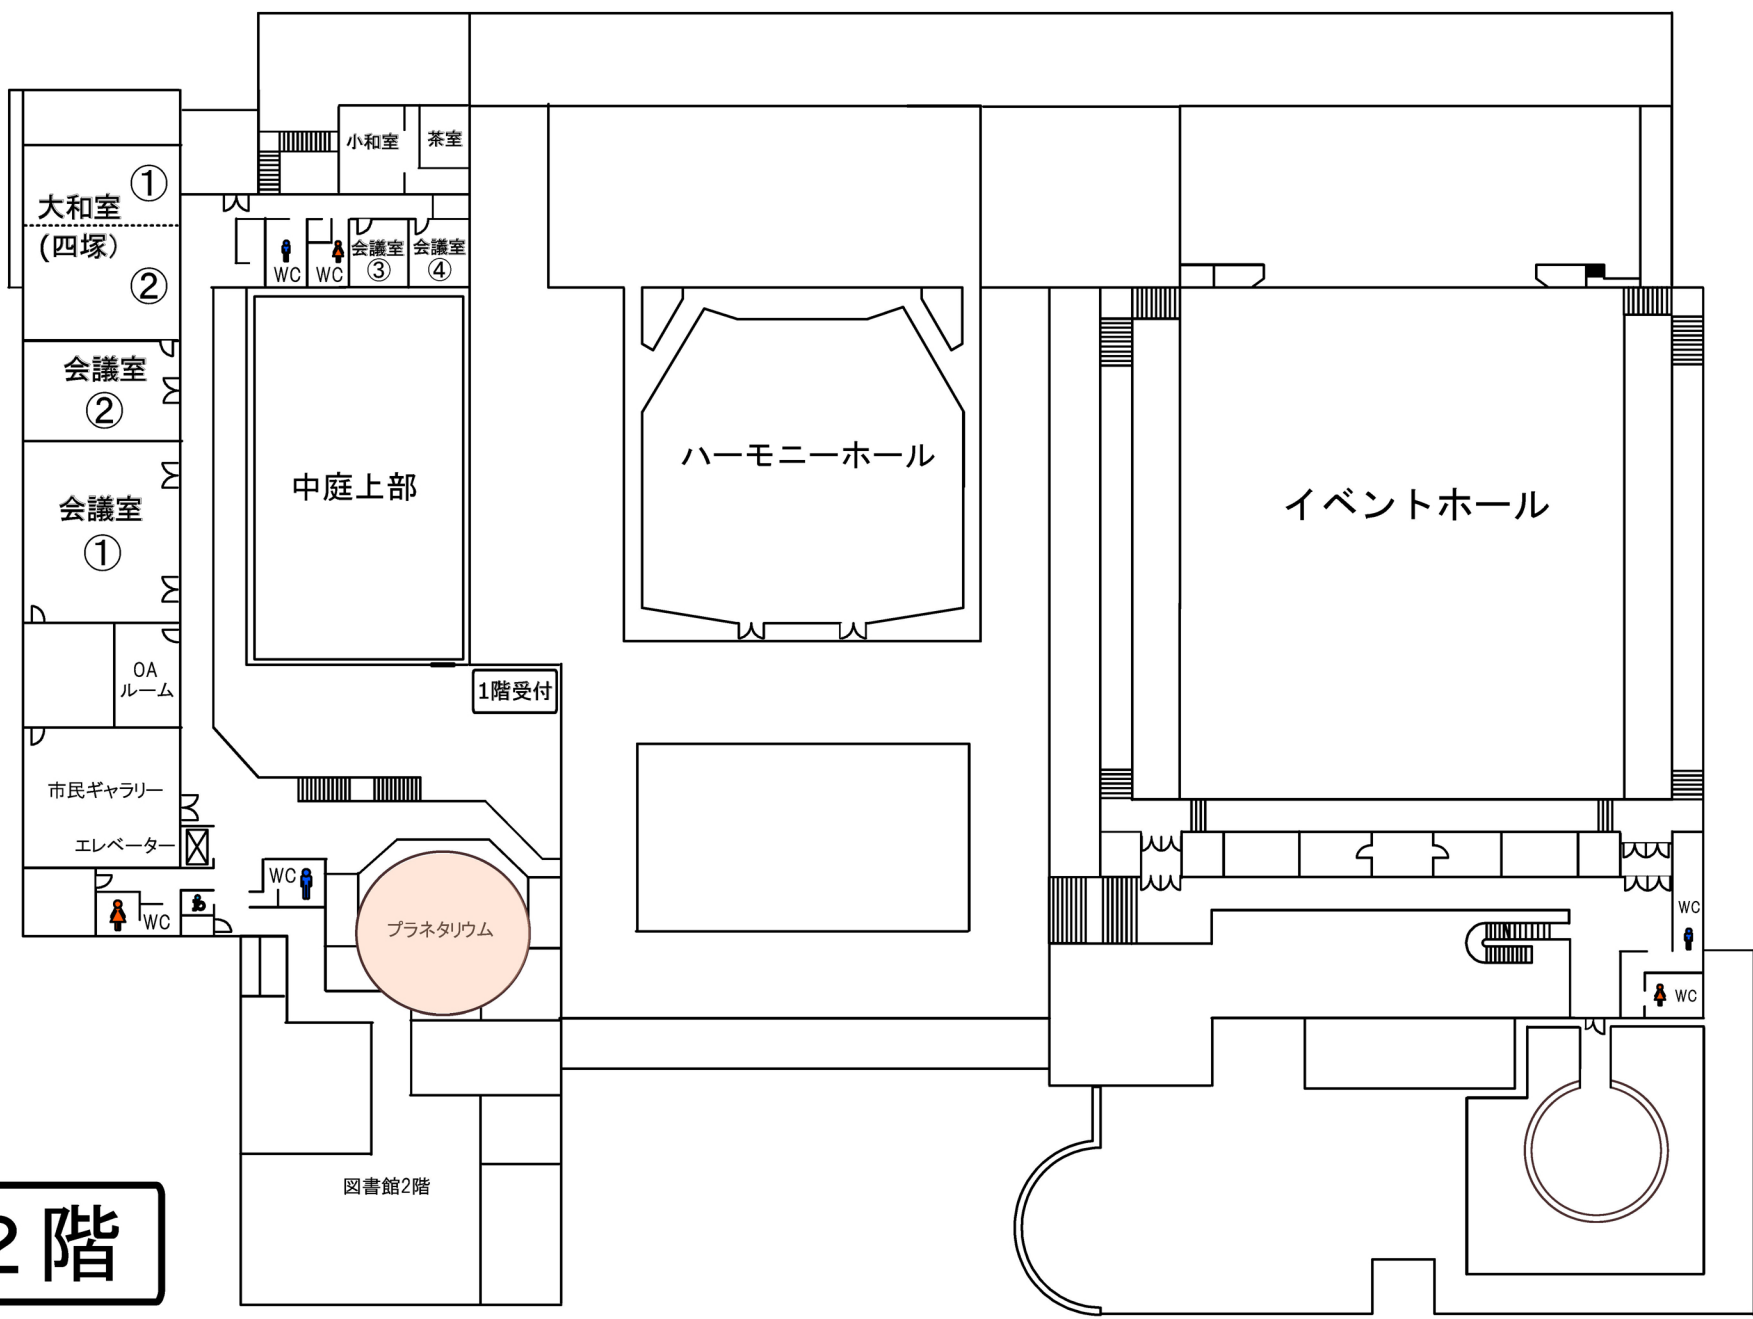 小和室
茶室
①
大和室
(四塚)
②
WC
WC
会議室
③
会議室
④
会議室
②
会議室
①
中庭上部
ハーモニーホール
イベントホール
OA
ルーム
1階受付
市民ギャラリー
エレベーター
WC
WC
プラネタリウム
WC
WC
図書館2階
2階